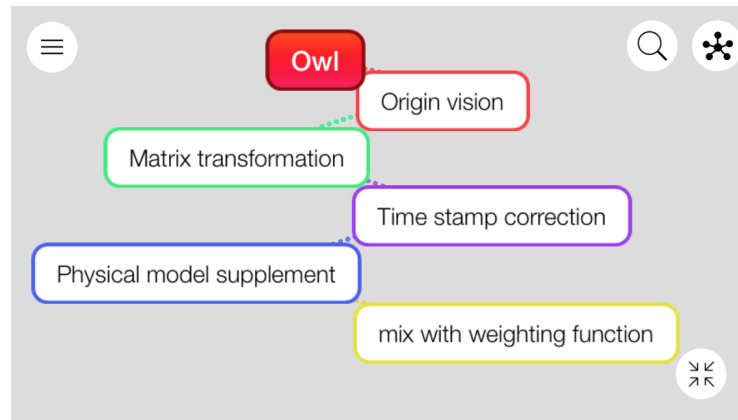 Owl
Origin vision
Matrix transformation
Time stamp correction
Physical model supplement
mix with weighting function